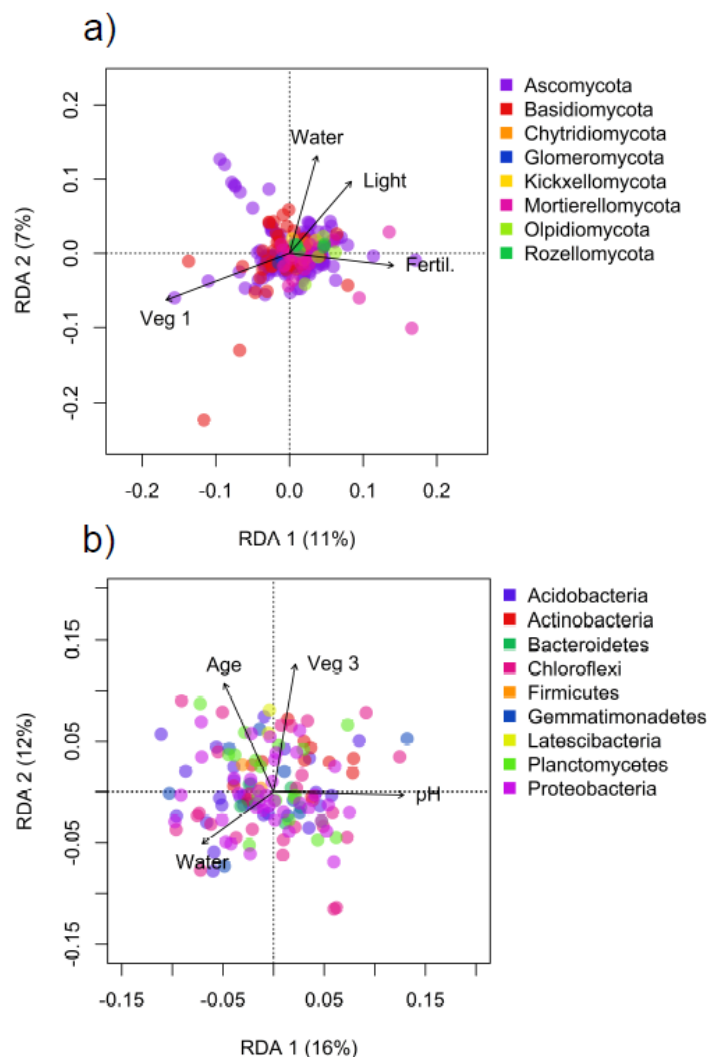 a)
0.2
0.1
0.0
-0.1
-0.2
RDA 2 (7%)
Water
Light
Fertil.
Veg 1
-0.2 -0.1 0.0 0.1 0.2
RDA 1 (11%)
Ascomycota
Basidiomycota
Chytridiomycota
Glomeromycota
Kickxellomycota
Mortierellomycota
Olpidiomycota
Rozellomycota
b)
0.15
0.05
-0.05
-0.15
RDA 2 (12%)
Age
Veg 3
pH
Water
-0.15 -0.05 0.05 0.15
RDA 1 (16%)
Acidobacteria
Actinobacteria
Bacteroidetes
Chloroflexi
Firmicutes
Gemmatimonadetes
Latescibacteria
Planctomycetes
Proteobacteria